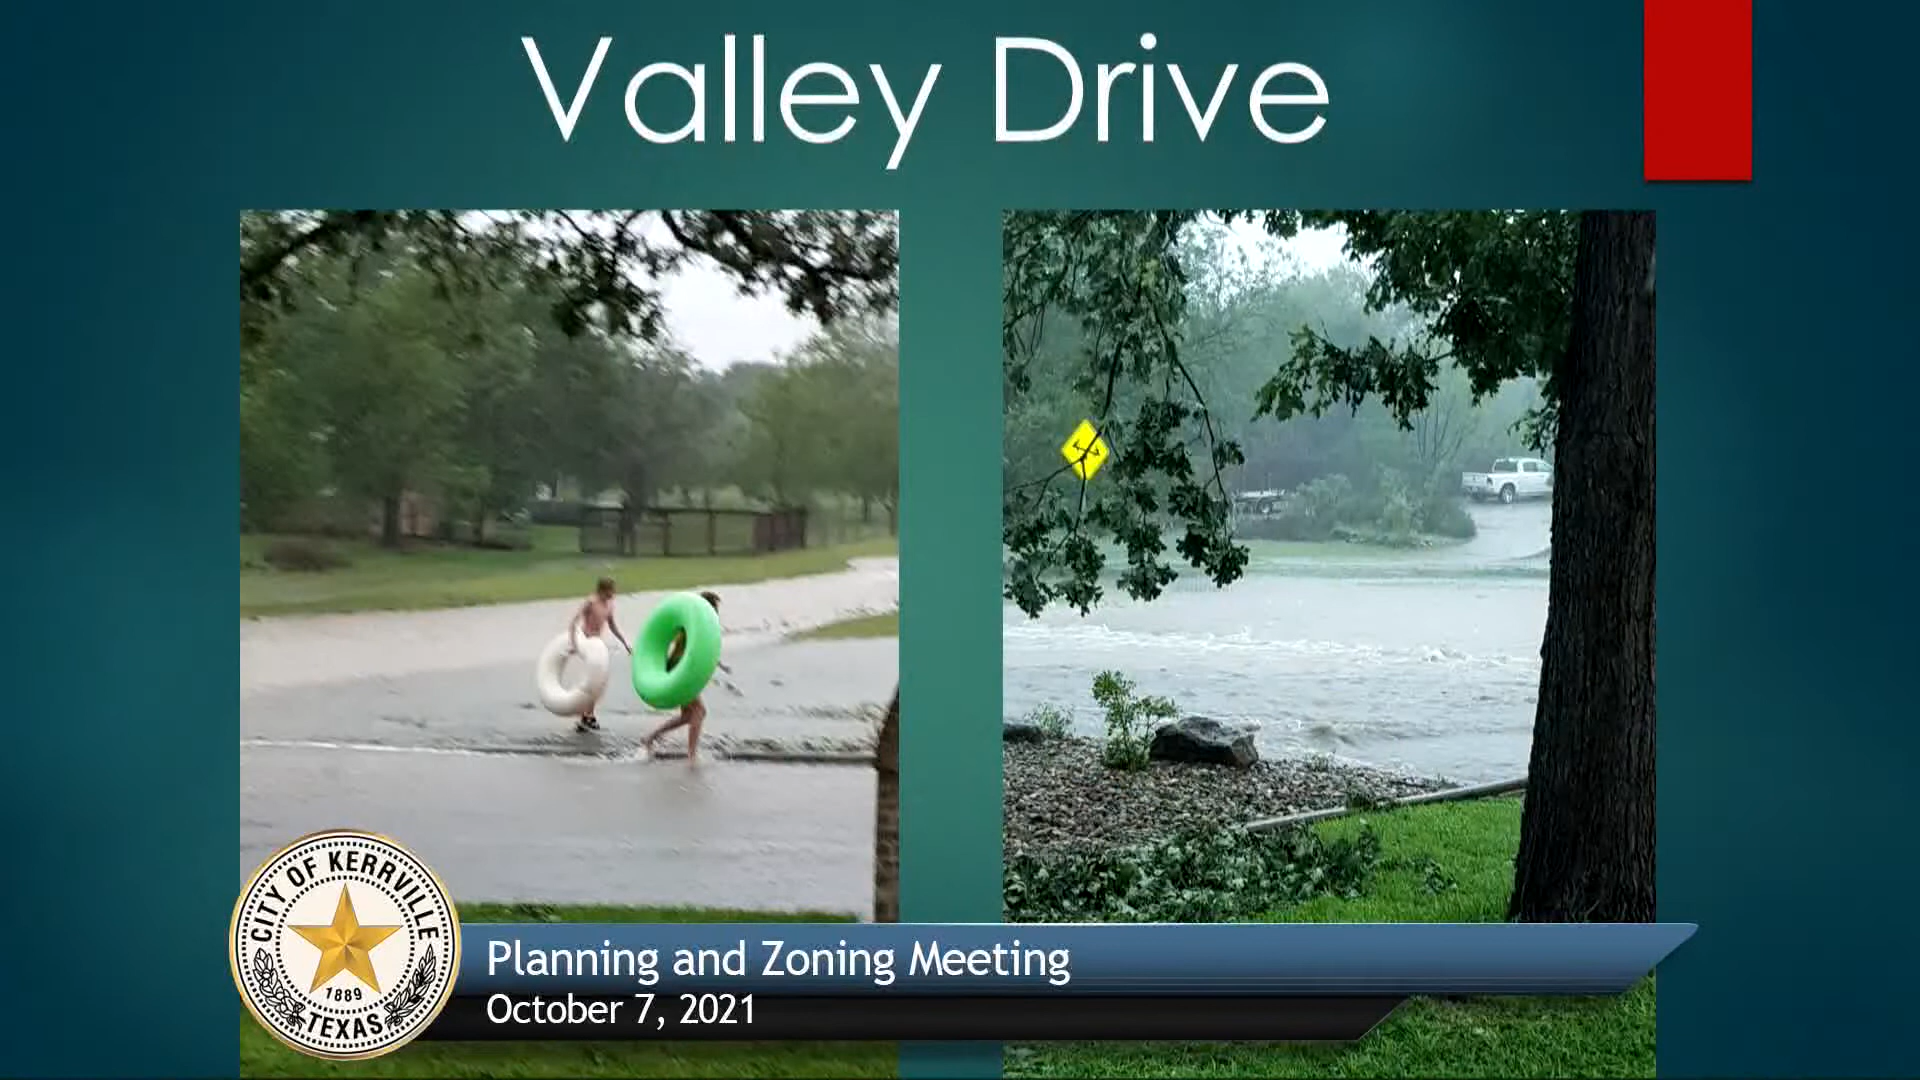 Valley Drive
CITY OF KERRVILLE
1889
TEXAS
Planning and Zoning Meeting
October 7, 2021